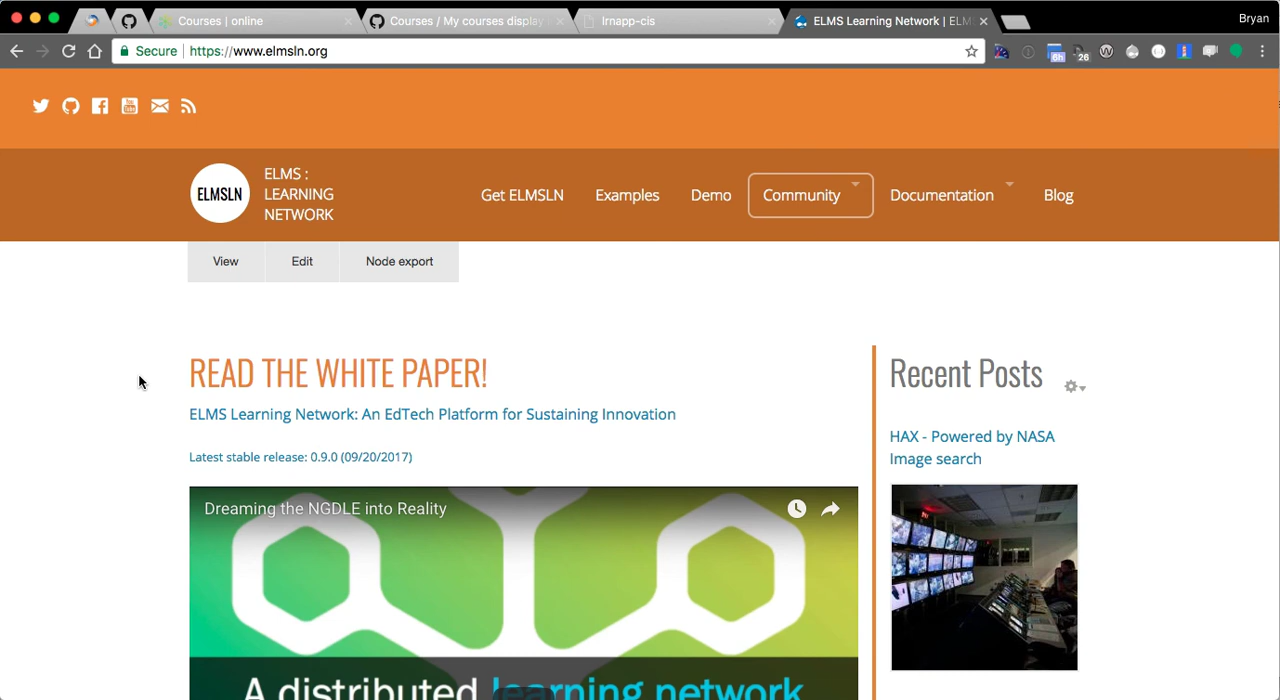 Courses | online
Courses / My courses display
lrnapp-cis
ELMS Learning Network | ELM
Bryan
Secure
https://www.elmsln.org
6h
26
ELMSLN
ELMS :
LEARNING
NETWORK
Get ELMSLN
Examples
Demo
Community
Documentation
Blog
View
Edit
Node export
READ THE WHITE PAPER!
ELMS Learning Network: An EdTech Platform for Sustaining Innovation
Latest stable release: 0.9.0 (09/20/2017)
Dreaming the NGDLE into Reality
A distributed learning network
Recent Posts
HAX - Powered by NASA
Image search